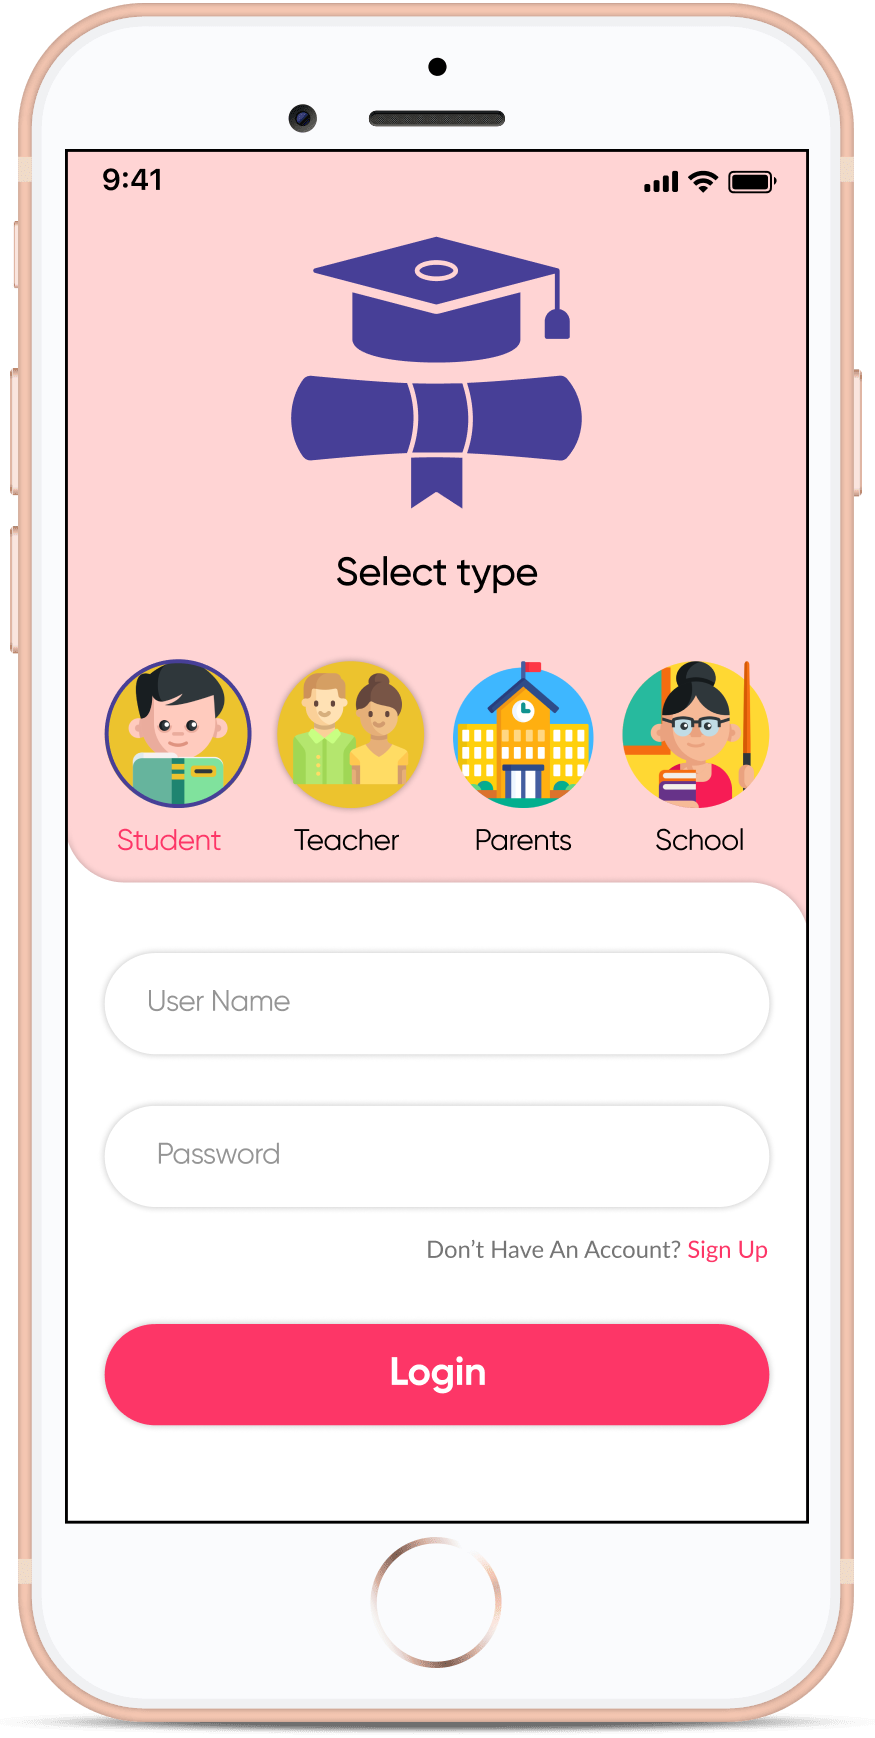 9:41
Select type
Student Teacher Parents School
User Name
Password
Don’t Have An Account? Sign Up
Login